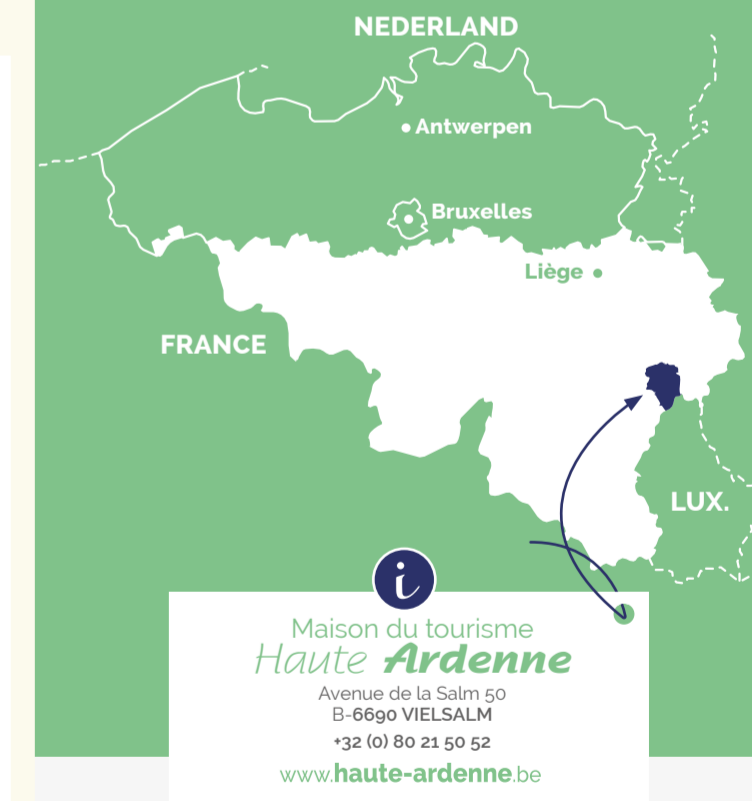 NEDERLAND
Antwerpen
Bruxelles
Liège
FRANCE
LUX.
i
Maison du tourisme
Haute Ardenne
Avenue de la Salm 50
B-6690 VIELSALM
+32 (0) 80 21 50 52
www.haute-ardenne.be